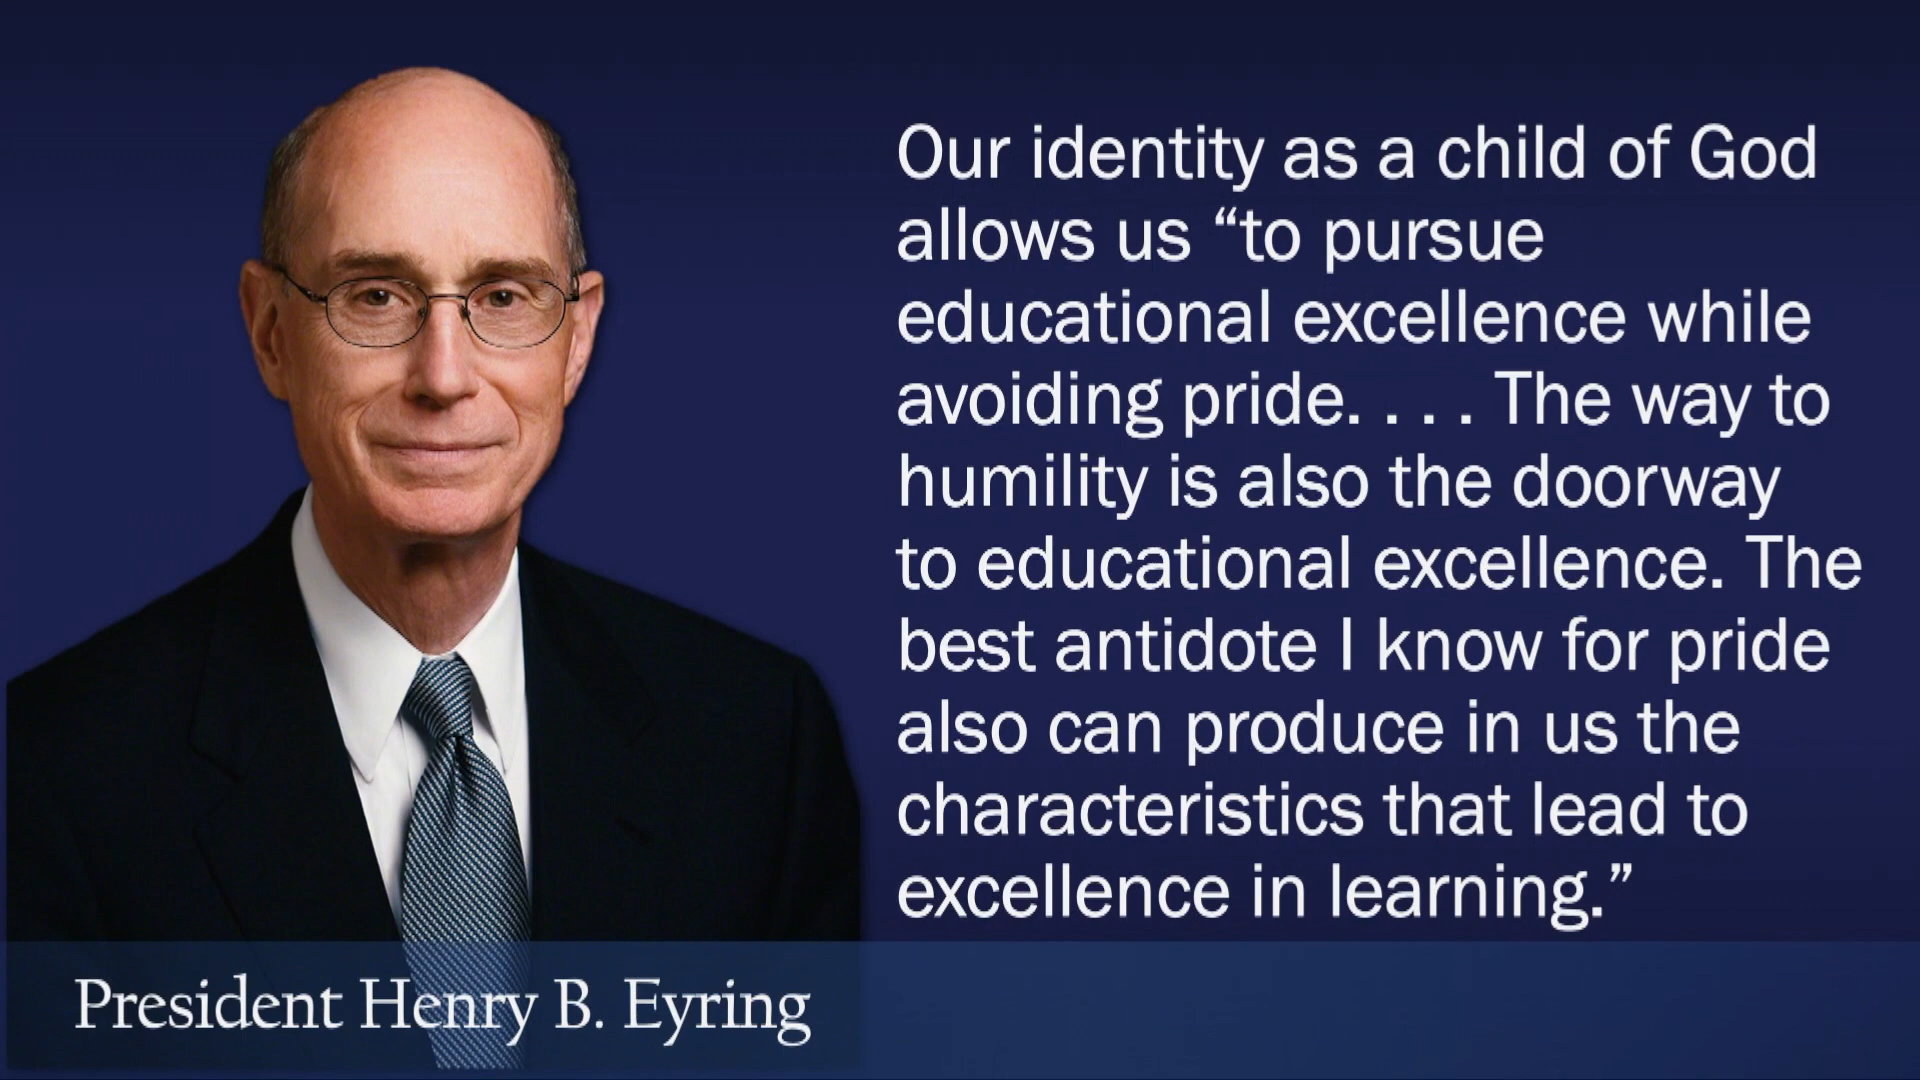 Our identity as a child of God
allows us “to pursue
educational excellence while
avoiding pride. . . . The way to
humility is also the doorway
to educational excellence. The
best antidote I know for pride
also can produce in us the
characteristics that lead to
excellence in learning.”
President Henry B. Eyring